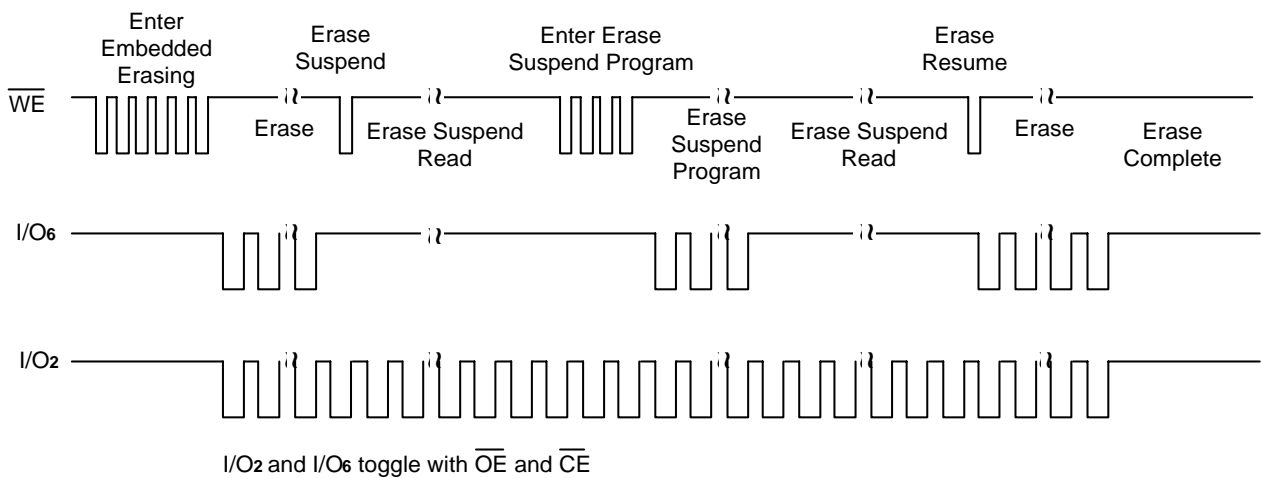 Enter
Embedded
Erasing
Erase
Suspend
Enter Erase
Suspend Program
Erase
Resume
WE
Erase
Erase Suspend
Read
Erase
Suspend
Program
Erase Suspend
Read
Erase
Erase
Complete
I/O6
I/O2
I/O2 and I/O6 toggle with OE and CE